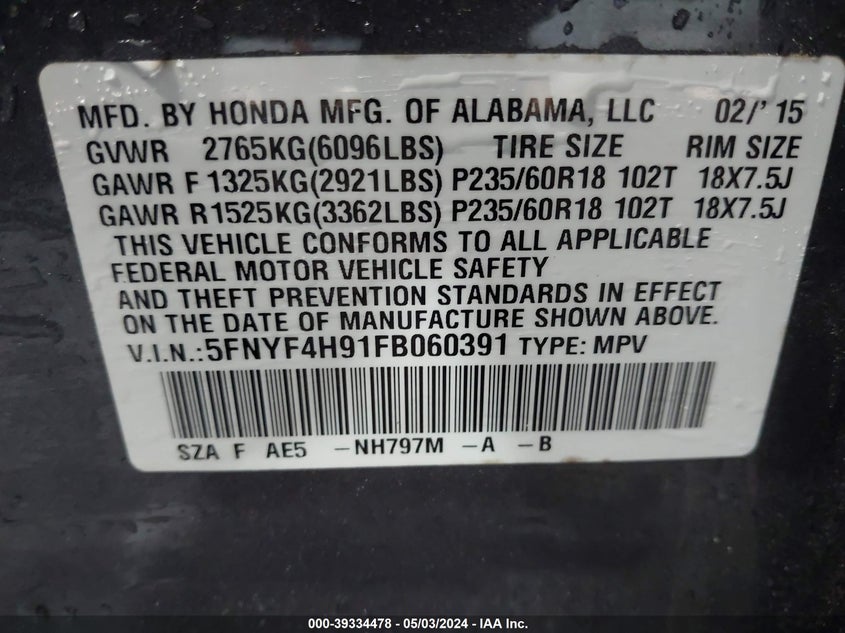 MFD. BY HONDA MFG. OF ALABAMA, LLC 02/' 15
GVWR 2765KG(6096LBS) TIRE SIZE RIM SIZE
GAWR F 1325KG(2921LBS) P235/60R18 102T 18X7.5J
GAWR R1525KG(3362LBS) P235/60R18 102T 18X7.5J
THIS VEHICLE CONFORMS TO ALL APPLICABLE
FEDERAL MOTOR VEHICLE SAFETY
AND THEFT PREVENTION STANDARDS IN EFFECT
ON THE DATE OF MANUFACTURE SHOWN ABOVE.
V.I.N.:5FNYF4H91FB060391 TYPE: MPV
SZA F AE5 -NH797M -A -B
000-39334478 - 05/03/2024 - IAA Inc.